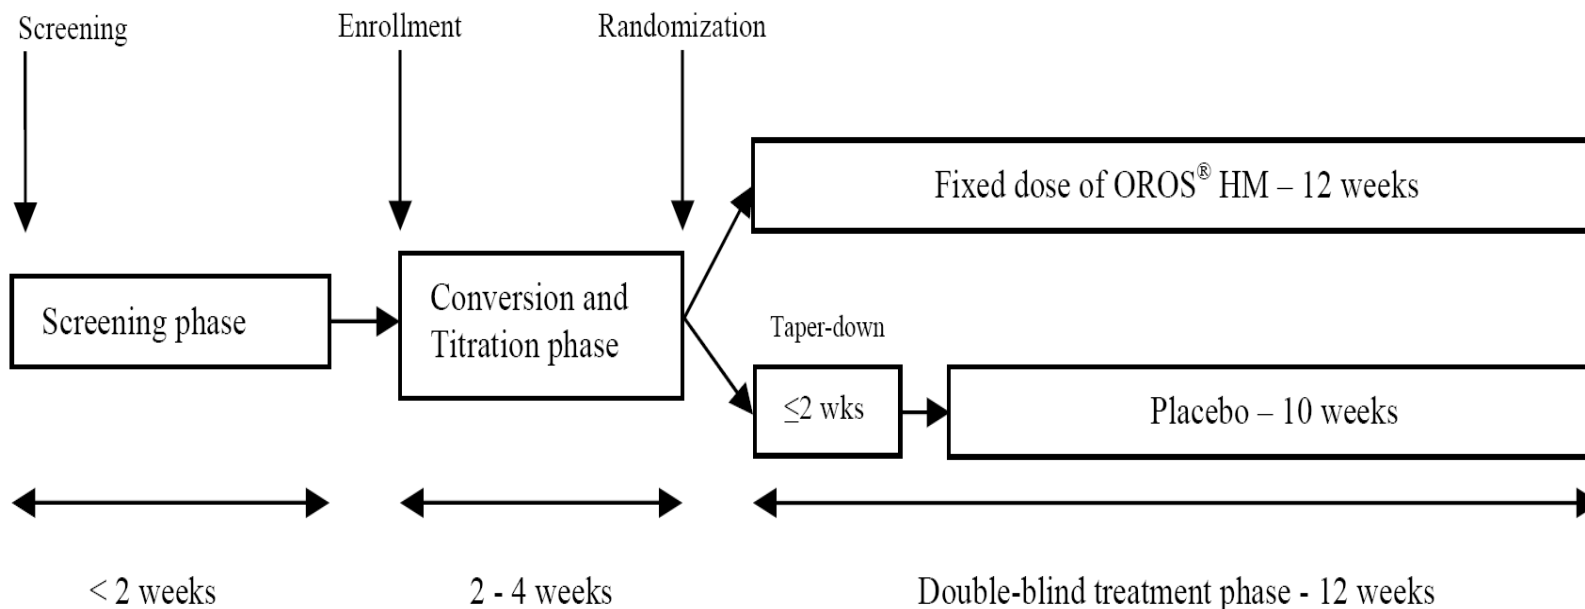 Screening
Enrollment
Randomization
Fixed dose of OROS® HM – 12 weeks
Screening phase
Conversion and
Titration phase
Taper-down
≤2 wks
Placebo – 10 weeks
< 2 weeks
2 - 4 weeks
Double-blind treatment phase - 12 weeks